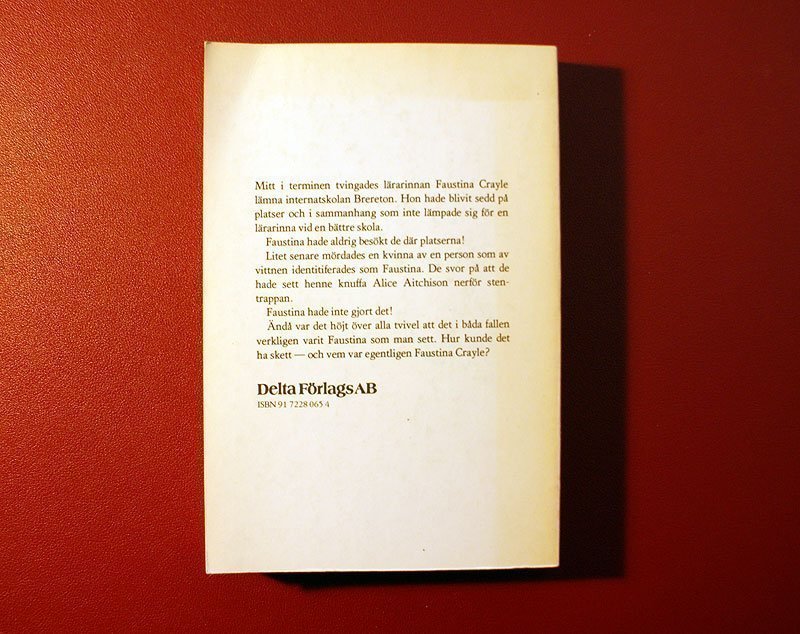 Mitt i terminen tvingades lärarinnan Faustina Crayle
lämna internatskolan Brereton. Hon hade blivit sedd på
platser och i sammanhang som inte lämpade sig för en
lärarinna vid en bättre skola.
Faustina hade aldrig besökt de där platserna!
Litet senare mördades en kvinna av en person som av
vittnen identitiferades som Faustina. De svor på att de
hade sett henne knuffa Alice Aitchison nerför sten-
trappan.
Faustina hade inte gjort det!
Ändå var det höjt över alla tvivel att det i båda fallen
verkligen varit Faustina som man sett. Hur kunde det
ha skett — och vem var egentligen Faustina Crayle?
Delta Förlags AB
ISBN 91 7228 065 4